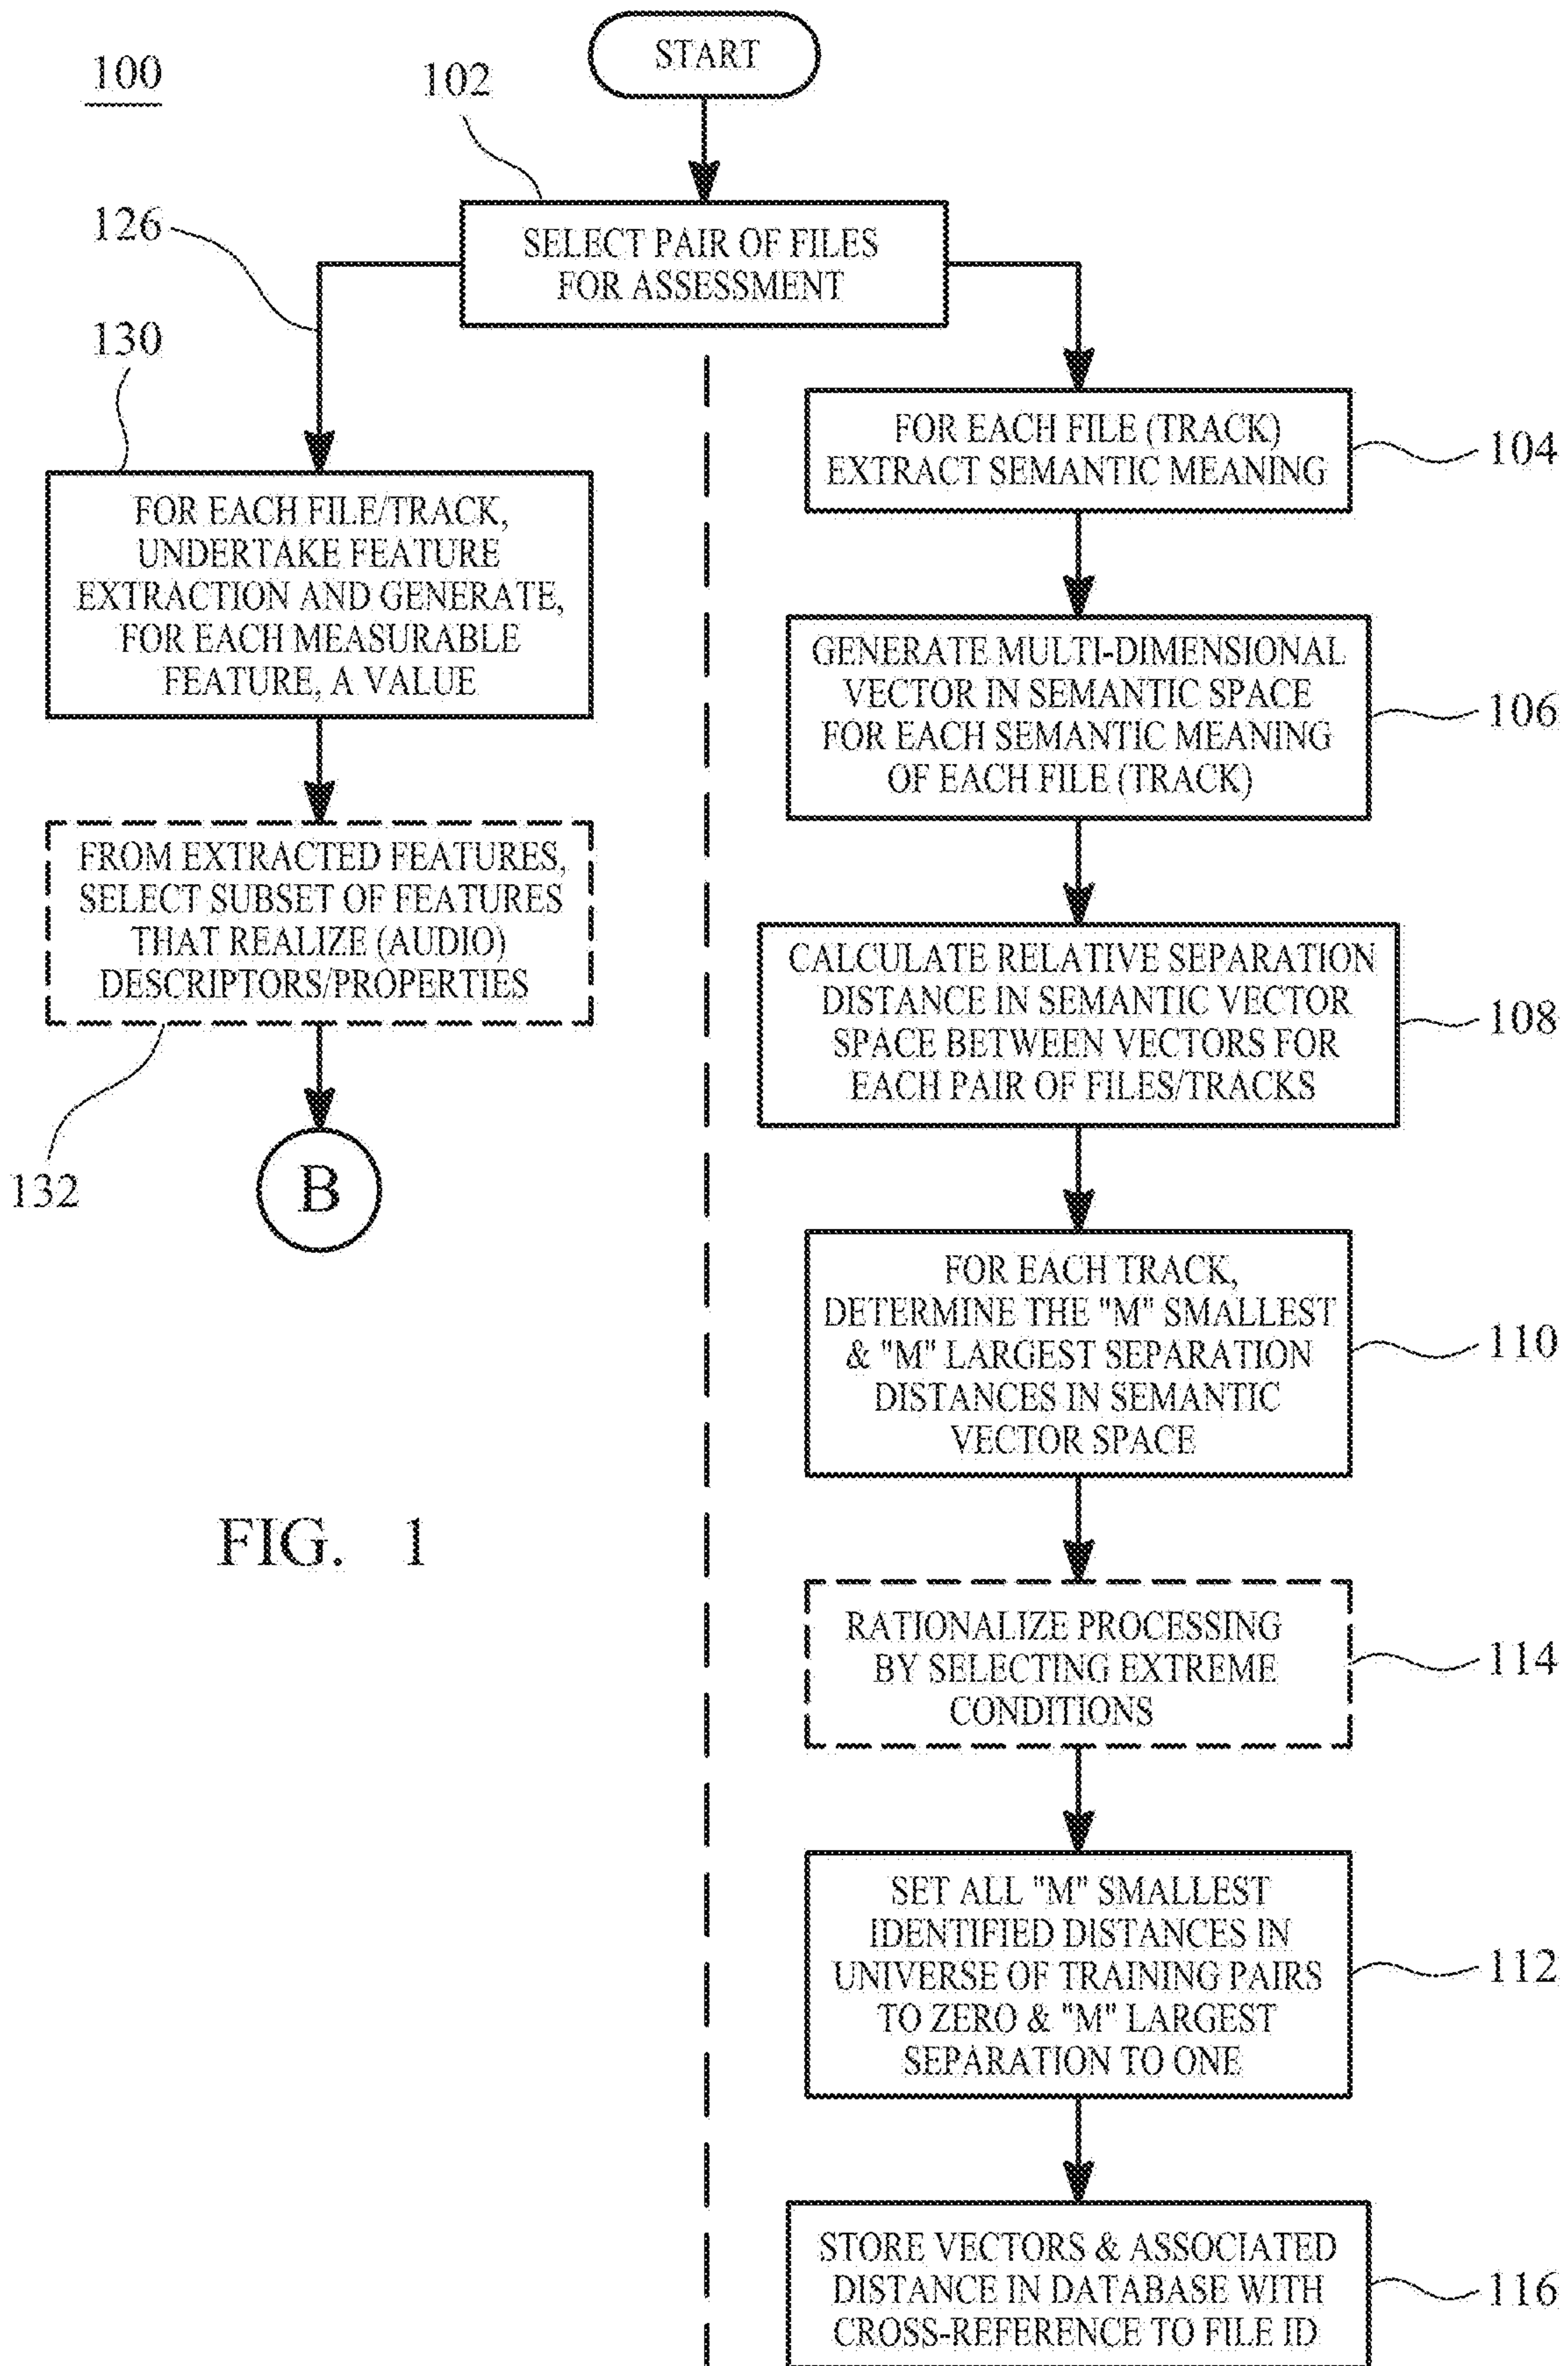 100
START
102
SELECT PAIR OF FILES
FOR ASSESSMENT
126
130
FOR EACH FILE/TRACK,
UNDERTAKE FEATURE
EXTRACTION AND GENERATE,
FOR EACH MEASURABLE
FEATURE, A VALUE
FROM EXTRACTED FEATURES,
SELECT SUBSET OF FEATURES
THAT REALIZE (AUDIO)
DESCRIPTORS/PROPERTIES
132
B
FOR EACH FILE (TRACK)
EXTRACT SEMANTIC MEANING
104
GENERATE MULTI-DIMENSIONAL
VECTOR IN SEMANTIC SPACE
FOR EACH SEMANTIC MEANING
OF EACH FILE (TRACK)
106
CALCULATE RELATIVE SEPARATION
DISTANCE IN SEMANTIC VECTOR
SPACE BETWEEN VECTORS FOR
EACH PAIR OF FILES/TRACKS
108
FOR EACH TRACK,
DETERMINE THE "M" SMALLEST
& "M" LARGEST SEPARATION
DISTANCES IN SEMANTIC
VECTOR SPACE
110
RATIONALIZE PROCESSING
BY SELECTING EXTREME
CONDITIONS
114
SET ALL "M" SMALLEST
IDENTIFIED DISTANCES IN
UNIVERSE OF TRAINING PAIRS
TO ZERO & "M" LARGEST
SEPARATION TO ONE
112
STORE VECTORS & ASSOCIATED
DISTANCE IN DATABASE WITH
CROSS-REFERENCE TO FILE ID
116
FIG. 1